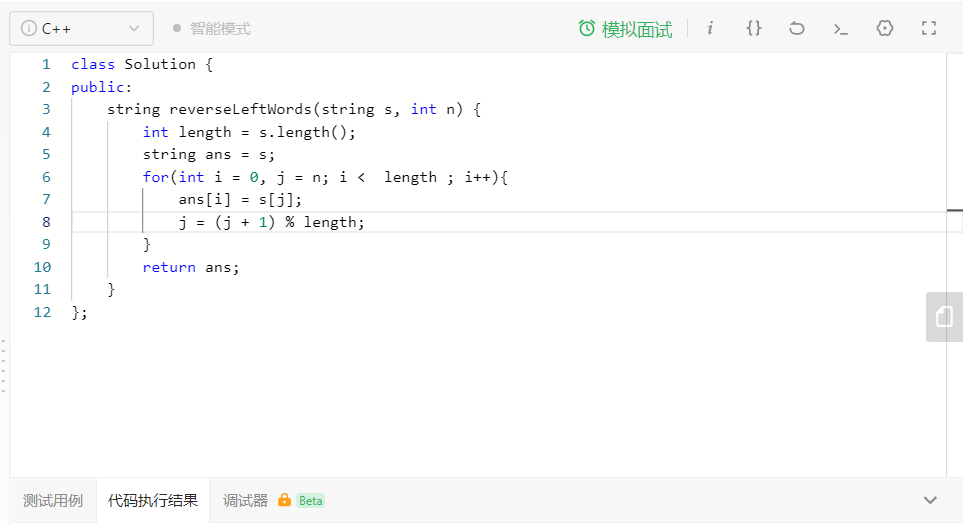 C++ 智能模式 模拟面试 i {} >_
1 class Solution {
2 public:
3 string reverseLeftWords(string s, int n) {
4 int length = s.length();
5 string ans = s;
6 for(int i = 0, j = n; i <  length ; i++){
7 ans[i] = s[j];
8 j = (j + 1) % length;
9 }
10 return ans;
11 }
12 };
测试用例 代码执行结果 调试器 Beta